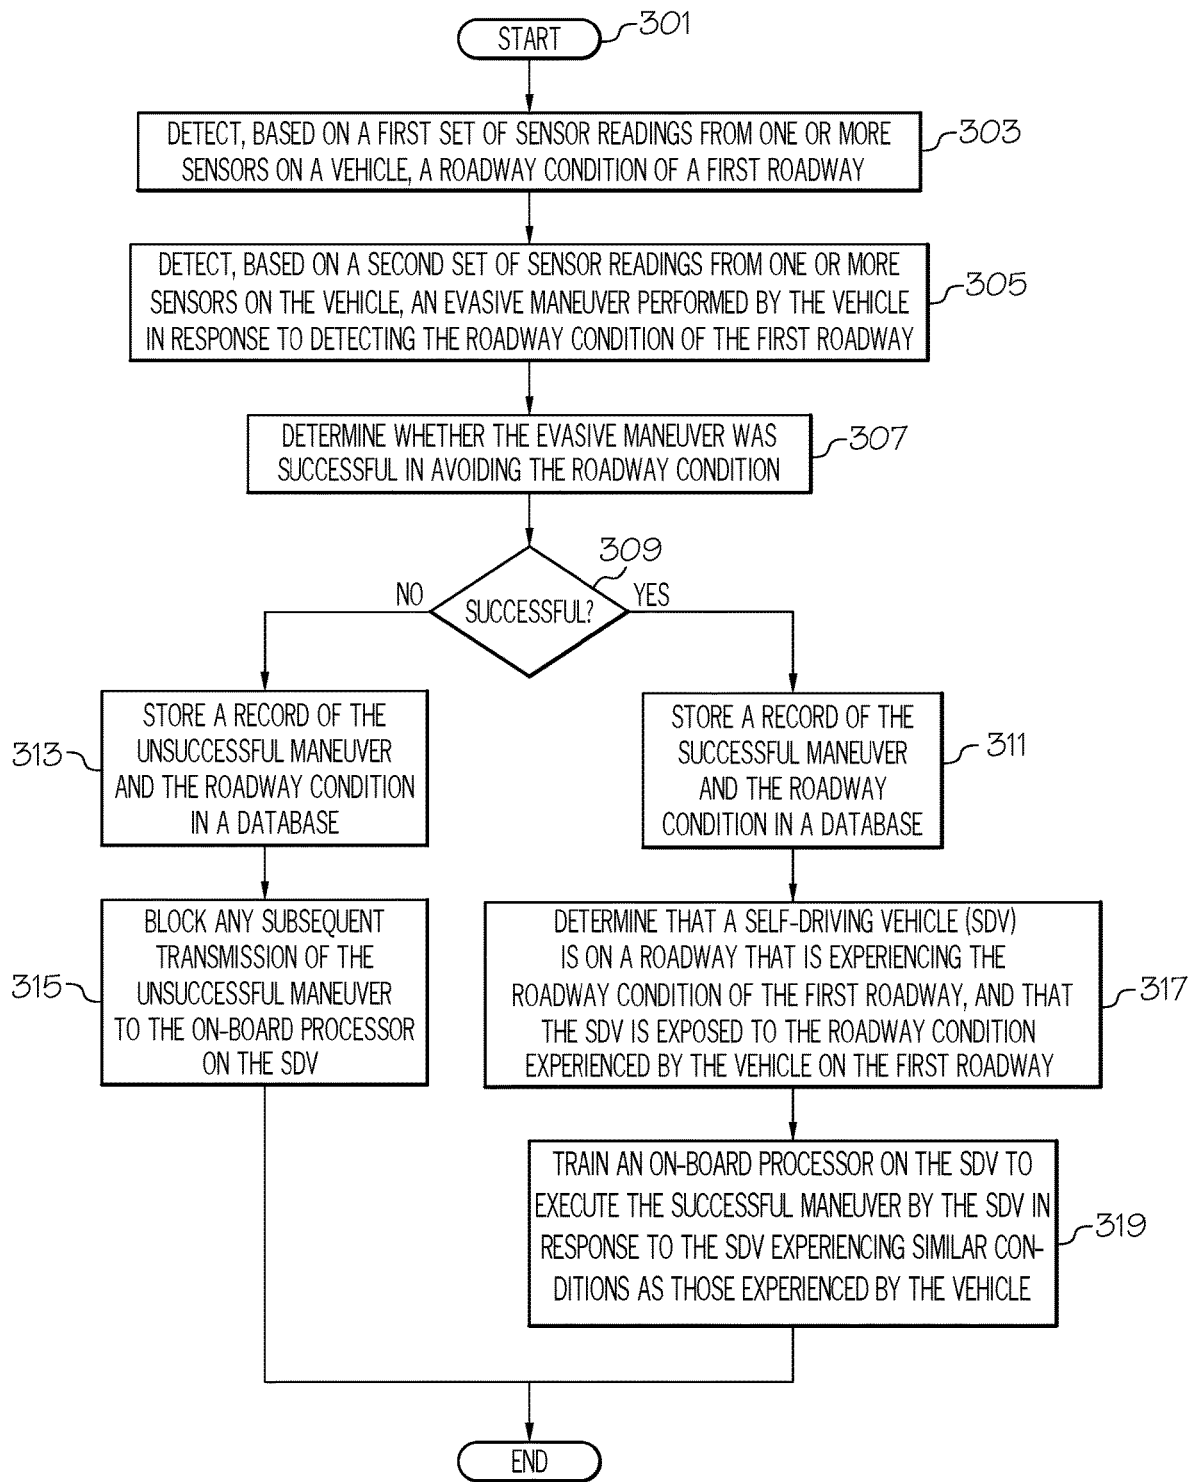 START
301
DETECT, BASED ON A FIRST SET OF SENSOR READINGS FROM ONE OR MORE
SENSORS ON A VEHICLE, A ROADWAY CONDITION OF A FIRST ROADWAY
303
DETECT, BASED ON A SECOND SET OF SENSOR READINGS FROM ONE OR MORE
SENSORS ON THE VEHICLE, AN EVASIVE MANEUVER PERFORMED BY THE VEHICLE
IN RESPONSE TO DETECTING THE ROADWAY CONDITION OF THE FIRST ROADWAY
305
DETERMINE WHETHER THE EVASIVE MANEUVER WAS
SUCCESSFUL IN AVOIDING THE ROADWAY CONDITION
307
309
NO
SUCCESSFUL?
YES
STORE A RECORD OF THE
UNSUCCESSFUL MANEUVER
AND THE ROADWAY CONDITION
IN A DATABASE
313
STORE A RECORD OF THE
SUCCESSFUL MANEUVER
AND THE ROADWAY
CONDITION IN A DATABASE
311
BLOCK ANY SUBSEQUENT
TRANSMISSION OF THE
UNSUCCESSFUL MANEUVER
TO THE ON-BOARD PROCESSOR
ON THE SDV
315
DETERMINE THAT A SELF-DRIVING VEHICLE (SDV)
IS ON A ROADWAY THAT IS EXPERIENCING THE
ROADWAY CONDITION OF THE FIRST ROADWAY, AND THAT
THE SDV IS EXPOSED TO THE ROADWAY CONDITION
EXPERIENCED BY THE VEHICLE ON THE FIRST ROADWAY
317
TRAIN AN ON-BOARD PROCESSOR ON THE SDV TO
EXECUTE THE SUCCESSFUL MANEUVER BY THE SDV IN
RESPONSE TO THE SDV EXPERIENCING SIMILAR CON-
DITIONS AS THOSE EXPERIENCED BY THE VEHICLE
319
END